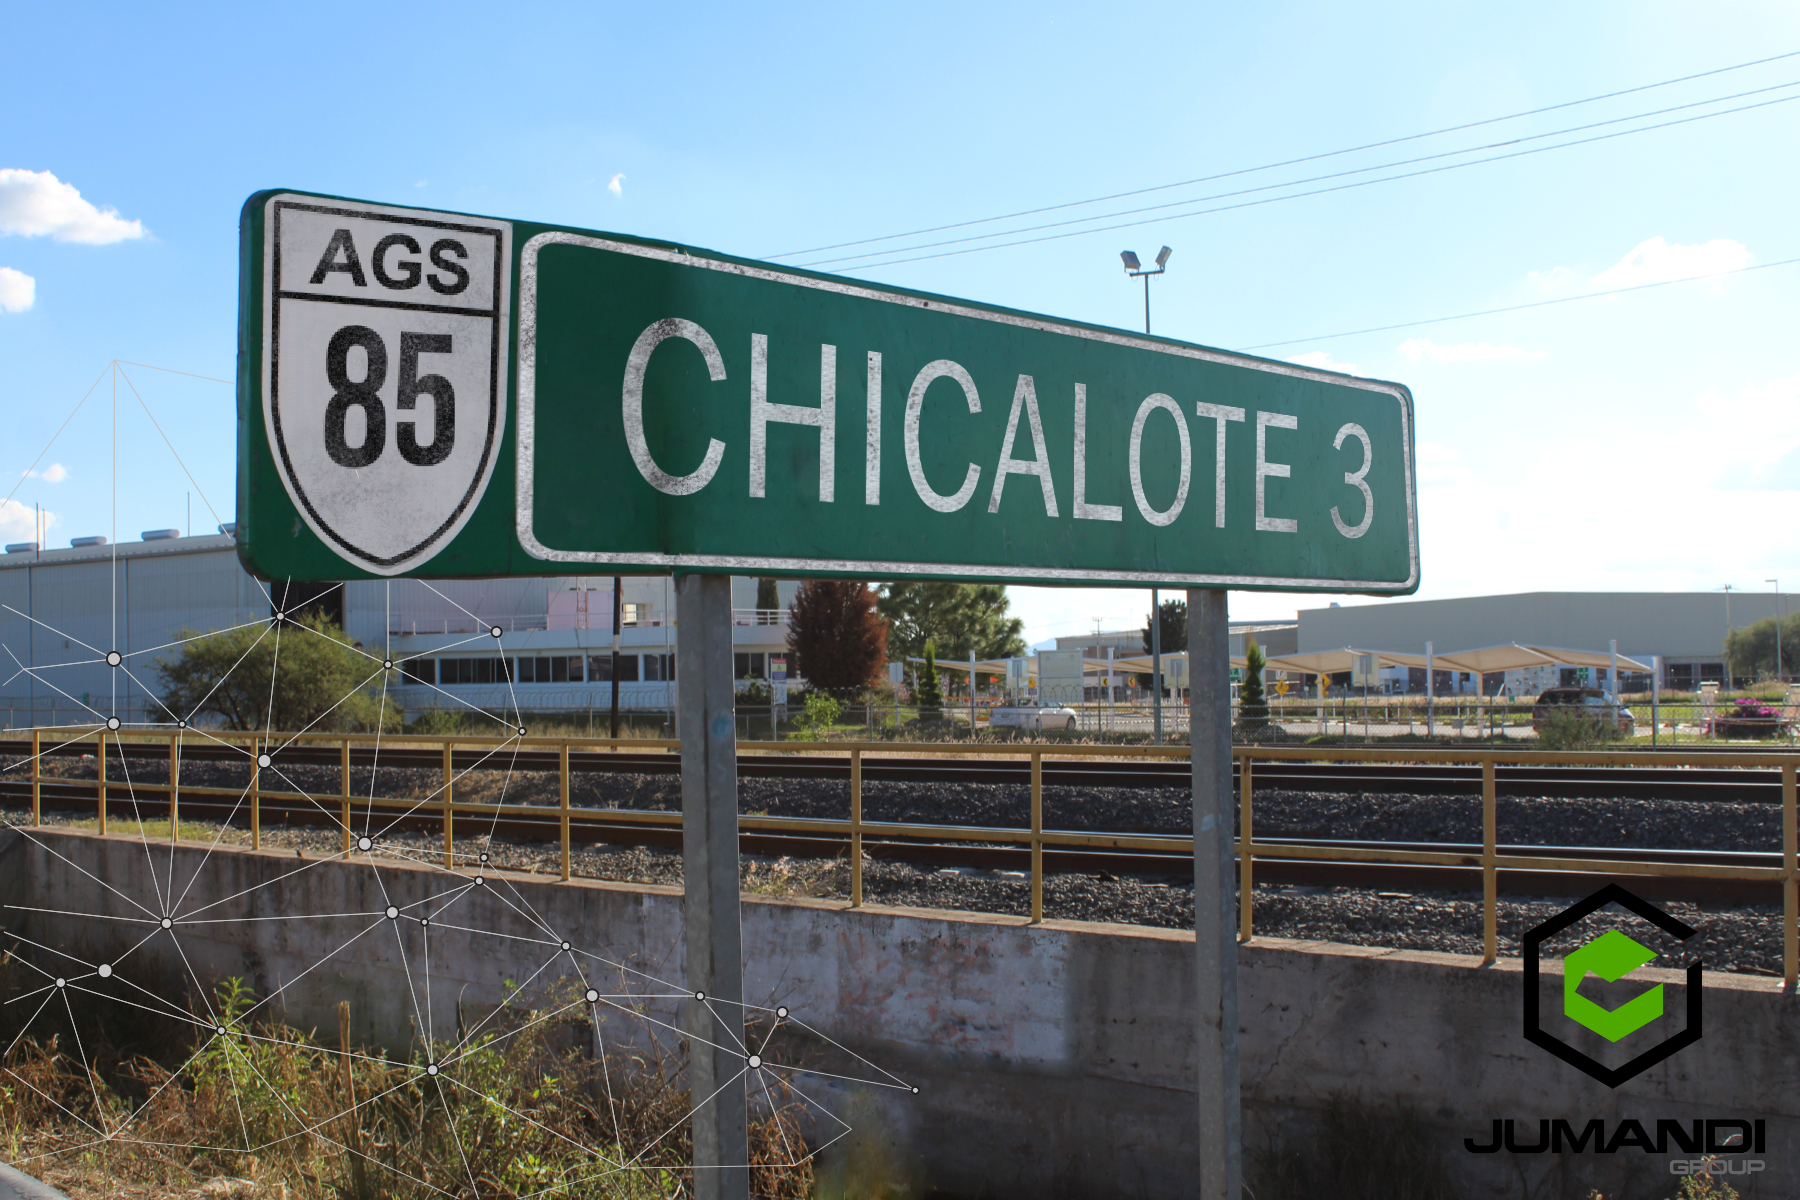 AGS
85
CHICALOTE 3
JUMANDI
GROUP